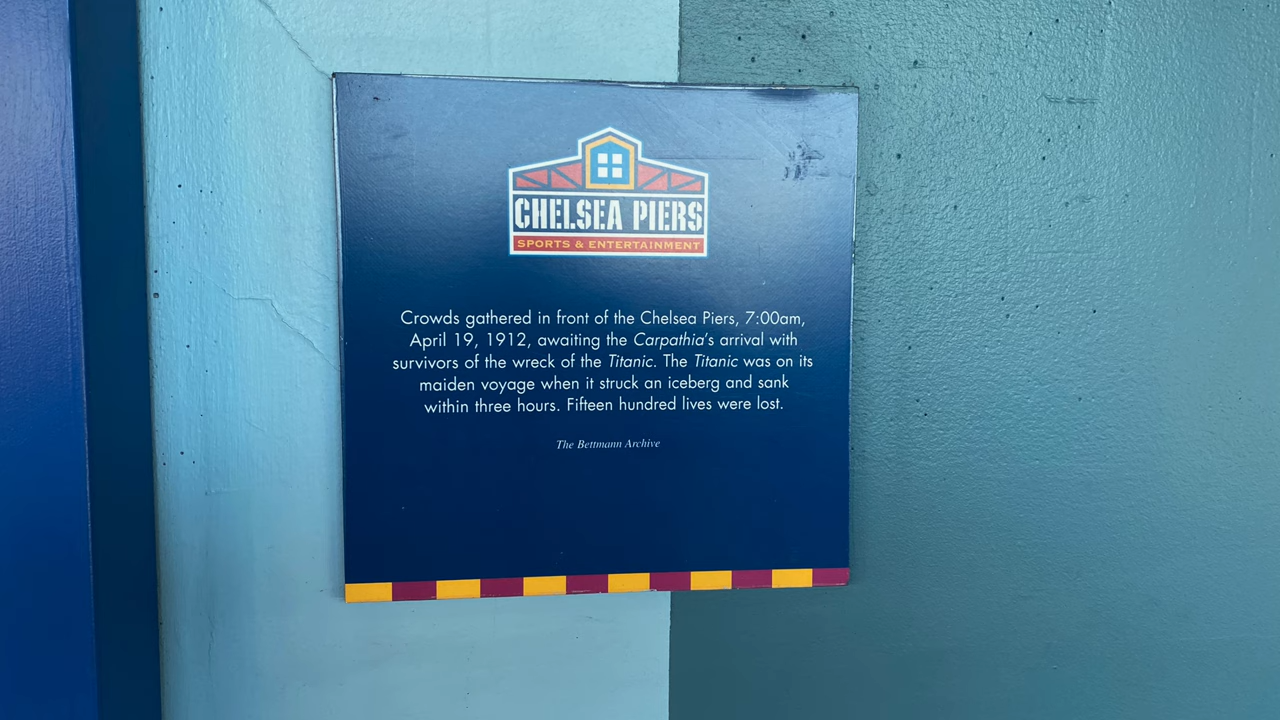 CHELSEA PIERS
SPORTS & ENTERTAINMENT
Crowds gathered in front of the Chelsea Piers, 7:00am,
April 19, 1912, awaiting the Carpathia's arrival with
survivors of the wreck of the Titanic. The Titanic was on its
maiden voyage when it struck an iceberg and sank
within three hours. Fifteen hundred lives were lost.
The Bettmann Archive